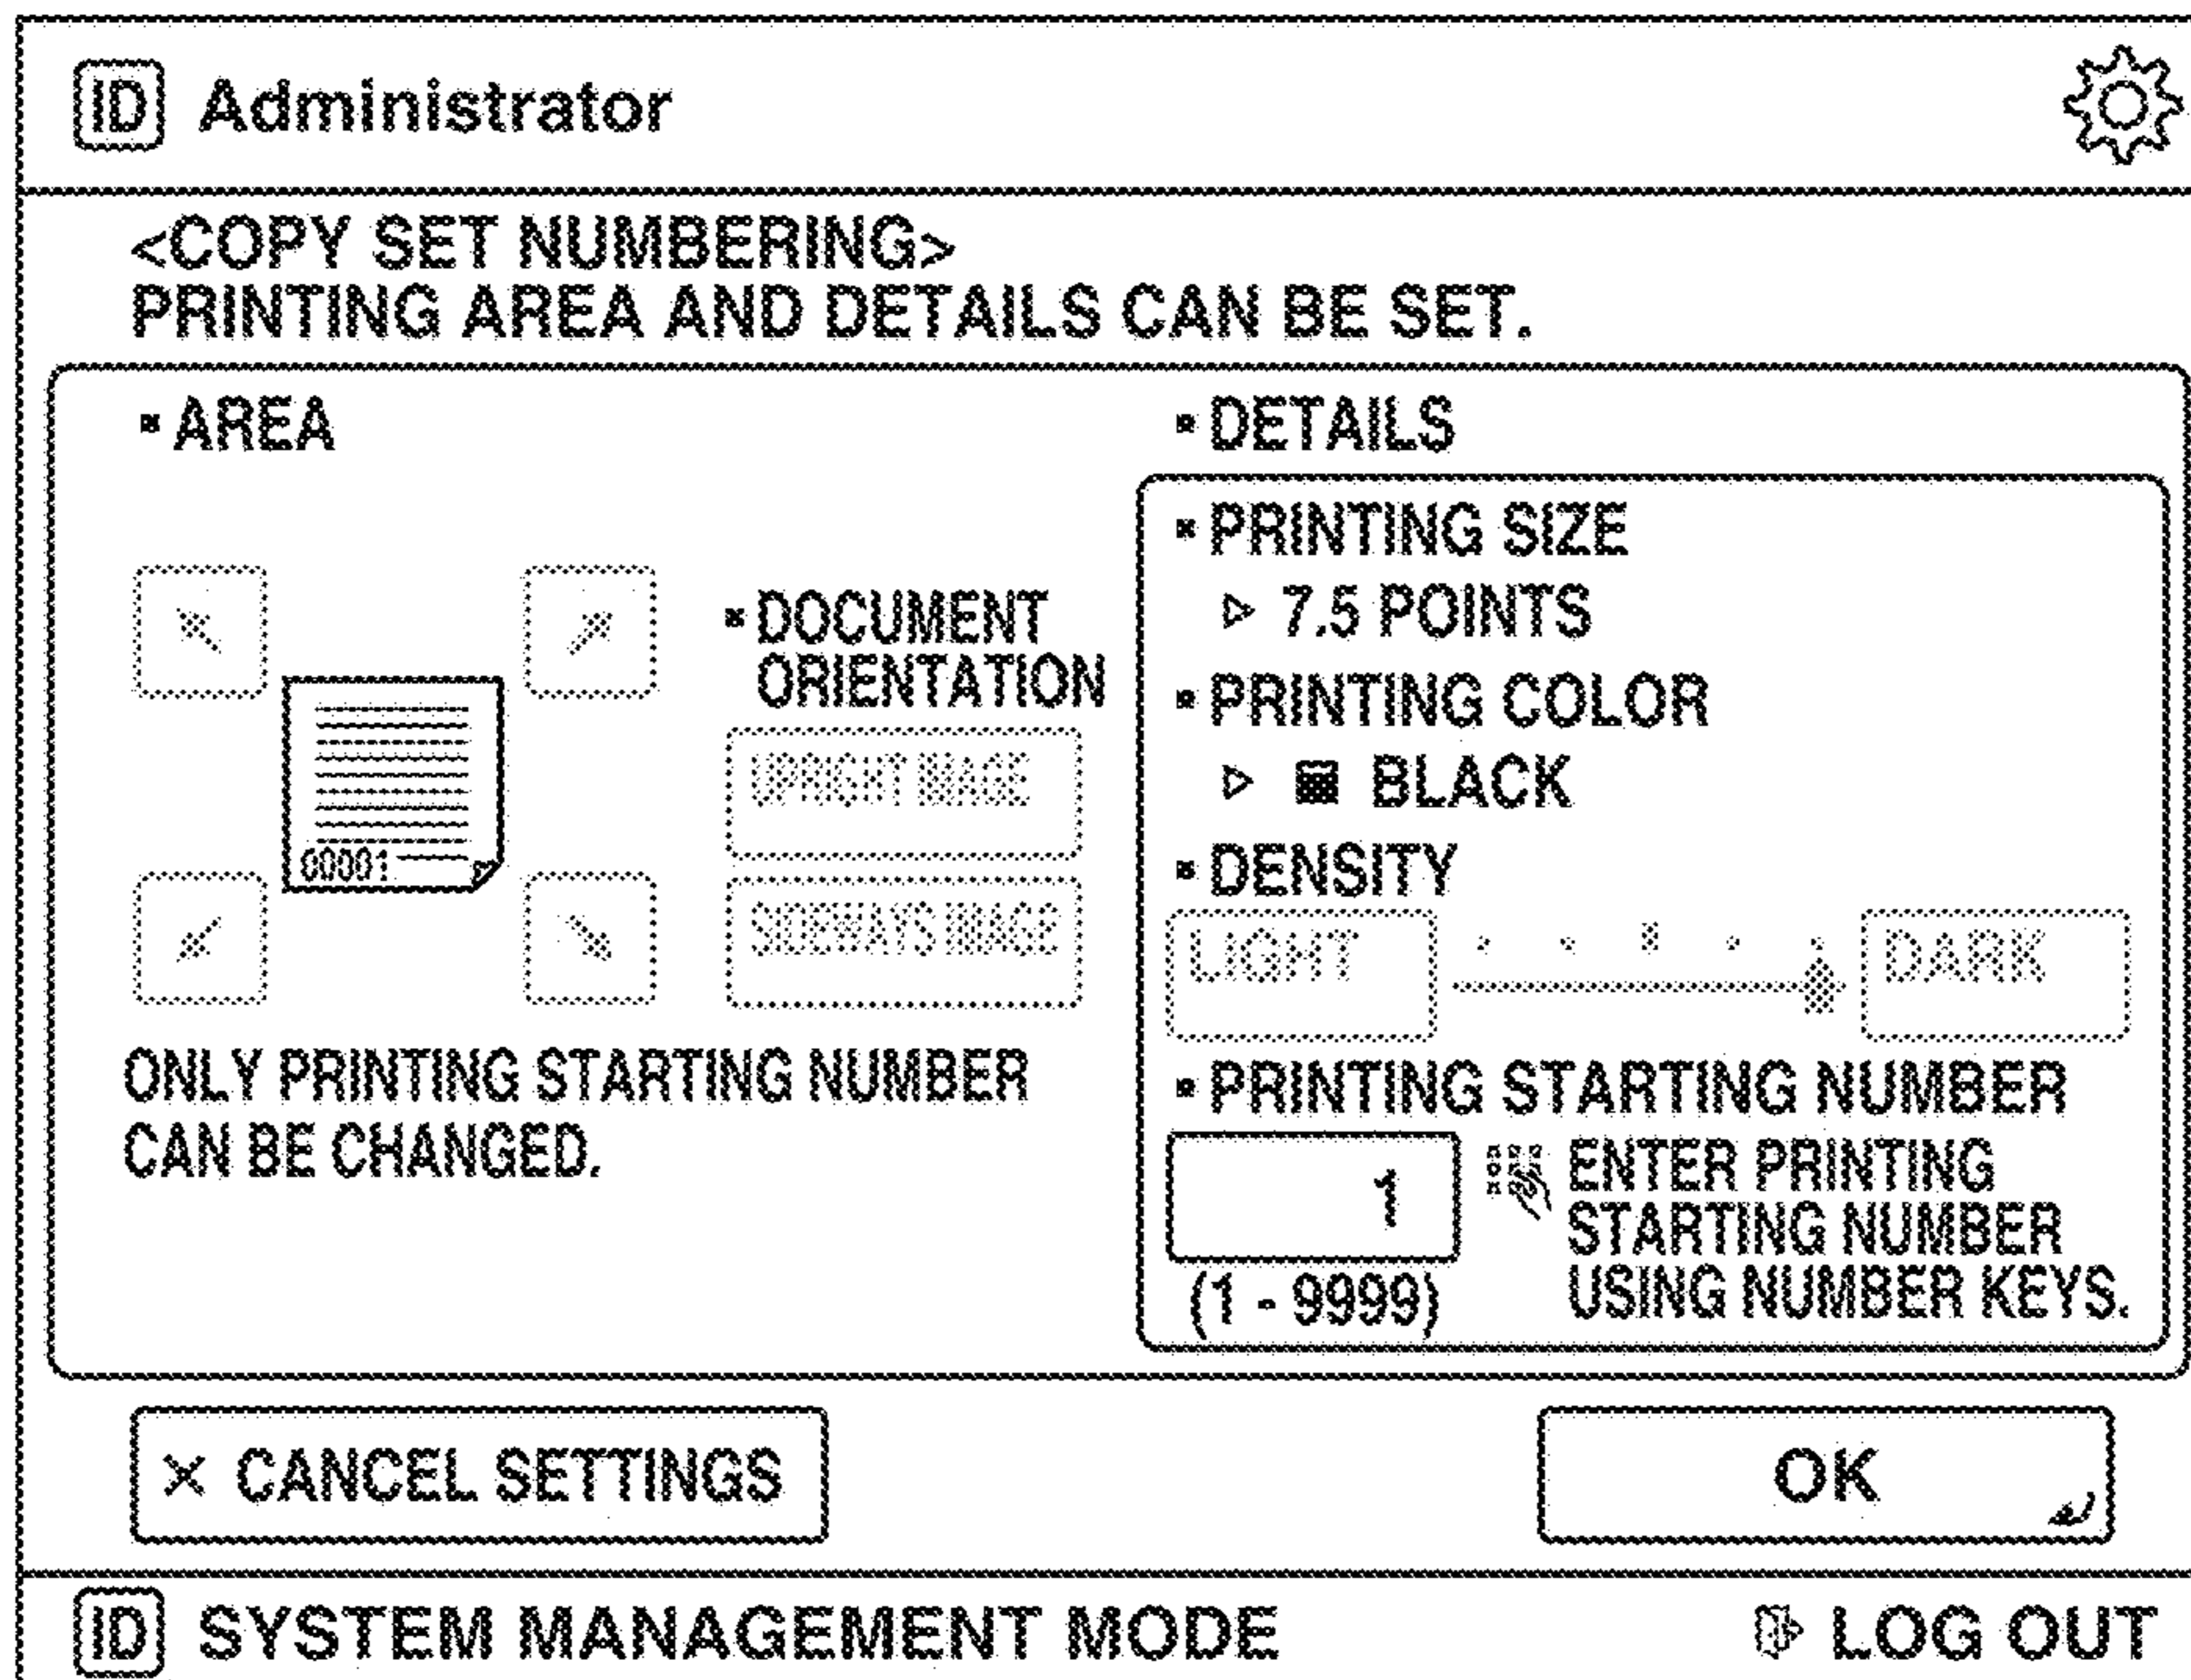 ID Administrator
<COPY SET NUMBERING>
PRINTING AREA AND DETAILS CAN BE SET.
▪ AREA
▪ DOCUMENT
ORIENTATION
UPRIGHT IMAGE
SIDEWAYS IMAGE
00001
ONLY PRINTING STARTING NUMBER
CAN BE CHANGED.
▪ DETAILS
▪ PRINTING SIZE
▷ 7.5 POINTS
▪ PRINTING COLOR
▷ ■ BLACK
▪ DENSITY
LIGHT
DARK
▪ PRINTING STARTING NUMBER
1
(1 - 9999)
ENTER PRINTING
STARTING NUMBER
USING NUMBER KEYS.
× CANCEL SETTINGS
OK
ID SYSTEM MANAGEMENT MODE
LOG OUT